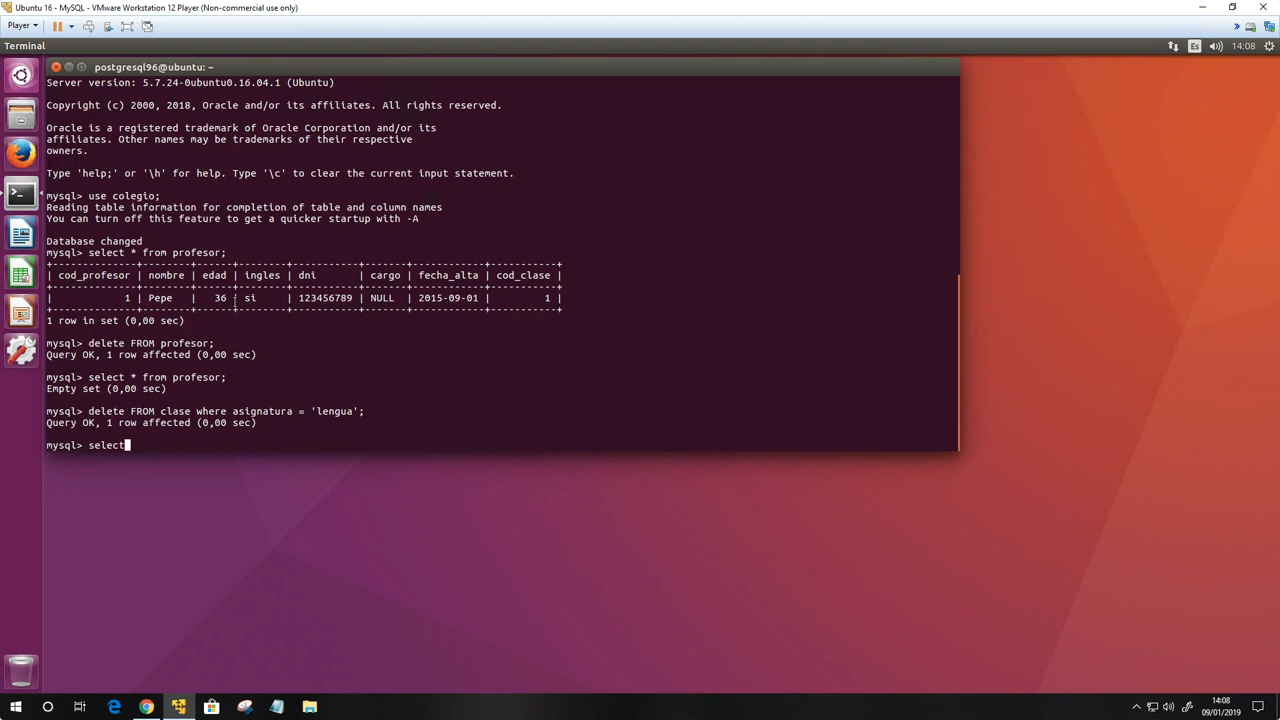 Ubuntu 16 - MySQL - VMware Workstation 12 Player (Non-commercial use only)
Player
Terminal
Es
14:08
postgresql96@ubuntu: ~
Server version: 5.7.24-0ubuntu0.16.04.1 (Ubuntu)
Copyright (c) 2000, 2018, Oracle and/or its affiliates. All rights reserved.
Oracle is a registered trademark of Oracle Corporation and/or its
affiliates. Other names may be trademarks of their respective
owners.
Type 'help;' or '\h' for help. Type '\c' to clear the current input statement.
mysql> use colegio;
Reading table information for completion of table and column names
You can turn off this feature to get a quicker startup with -A
Database changed
mysql> select * from profesor;
+--------------+--------+------+--------+-----------+-------+------------+-----------+
| cod_profesor | nombre | edad | ingles | dni       | cargo | fecha_alta | cod_clase |
+--------------+--------+------+--------+-----------+-------+------------+-----------+
|            1 | Pepe   |   36 | si     | 123456789 | NULL  | 2015-09-01 |         1 |
+--------------+--------+------+--------+-----------+-------+------------+-----------+
1 row in set (0,00 sec)
mysql> delete FROM profesor;
Query OK, 1 row affected (0,00 sec)
mysql> select * from profesor;
Empty set (0,00 sec)
mysql> delete FROM clase where asignatura = 'lengua';
Query OK, 1 row affected (0,00 sec)
mysql> select
14:08
09/01/2019